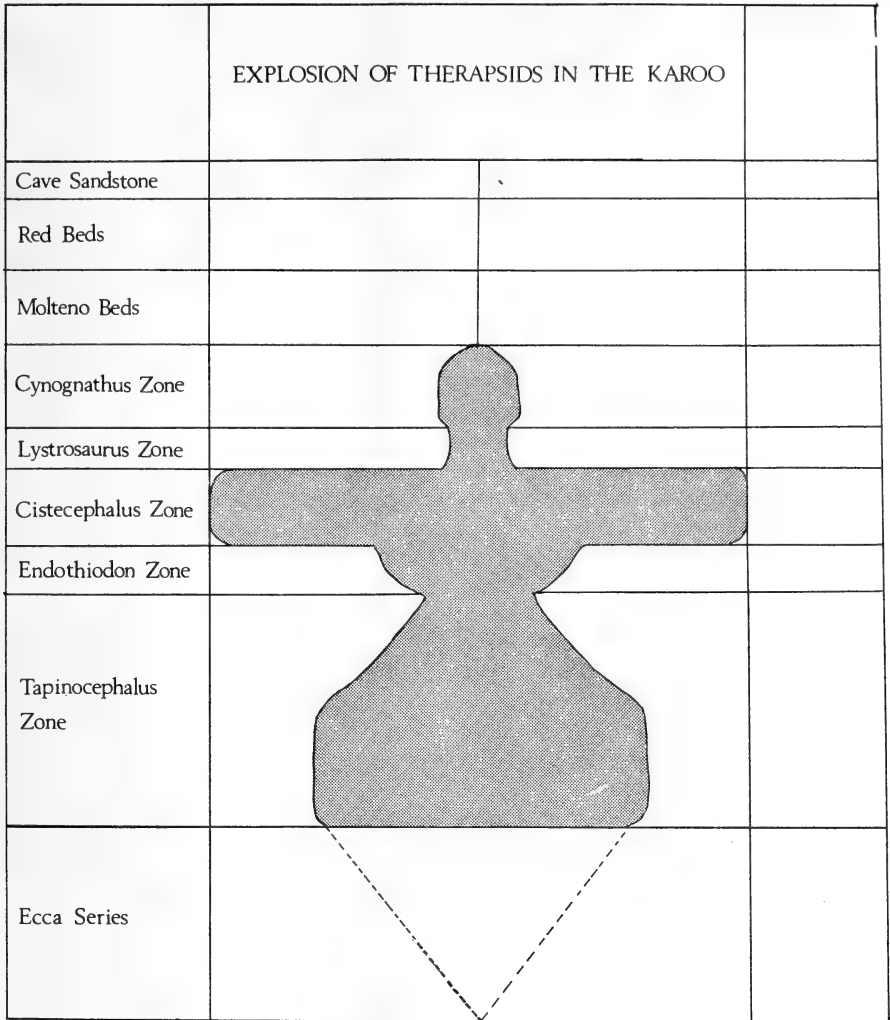 EXPLOSION OF THERAPSIDS IN THE KAROO
Cave Sandstone
Red Beds
Molteno Beds
Cynognathus Zone
Lystrosaurus Zone
Cistecephalus Zone
Endothiodon Zone
Tapinocephalus
Zone
Ecca Series